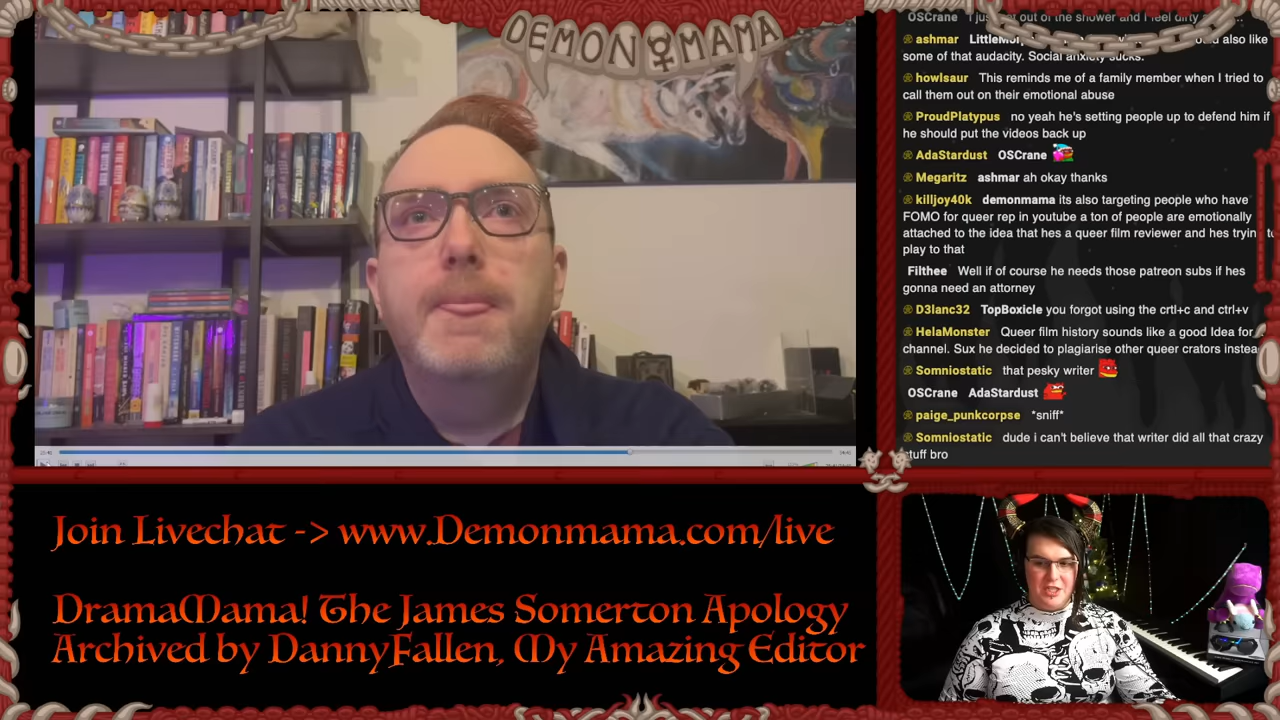 DEMON MAMA
OSCrane I just got out of the shower and I feel dirty
ashmar also like
some of that audacity. Social anxiety sucks.
howlsaur This reminds me of a family member when I tried to
call them out on their emotional abuse
ProudPlatypus no yeah he's setting people up to defend him if
he should put the videos back up
AdaStardust OSCrane
Megaritz ashmar ah okay thanks
killjoy40k demonmama its also targeting people who have
FOMO for queer rep in youtube a ton of people are emotionally
attached to the idea that hes a queer film reviewer and hes tryin to
play to that
Filthee Well if of course he needs those patreon subs if hes
gonna need an attorney
D3lanc32 TopBoxicle you forgot using the crtl+c and ctrl+v
HelaMonster Queer film history sounds like a good Idea for
channel. Sux he decided to plagiarise other queer crators instea
Somniostatic that pesky writer
OSCrane AdaStardust
paige_punkcorpse *sniff*
Somniostatic dude i can't believe that writer did all that crazy
stuff bro
Join Livechat -> www.Demonmama.com/live
DramaMama! The James Somerton Apology
Archived by DannyFallen, My Amazing Editor